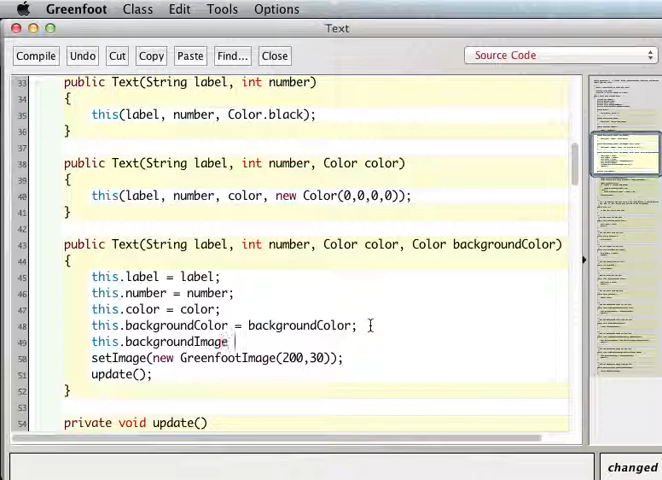 Greenfoot Class Edit Tools Options
Text
Compile Undo Cut Copy Paste Find... Close Source Code
33 public Text(String label, int number)
34 {
35 this(label, number, Color.black);
36 }
37
38 public Text(String label, int number, Color color)
39 {
40 this(label, number, color, new Color(0,0,0,0));
41 }
42
43 public Text(String label, int number, Color color, Color backgroundColor)
44 {
45 this.label = label;
46 this.number = number;
47 this.color = color;
48 this.backgroundColor = backgroundColor;
49 this.backgroundImage
50 setImage(new GreenfootImage(200,30));
51 update();
52 }
53
54 private void update()
changed